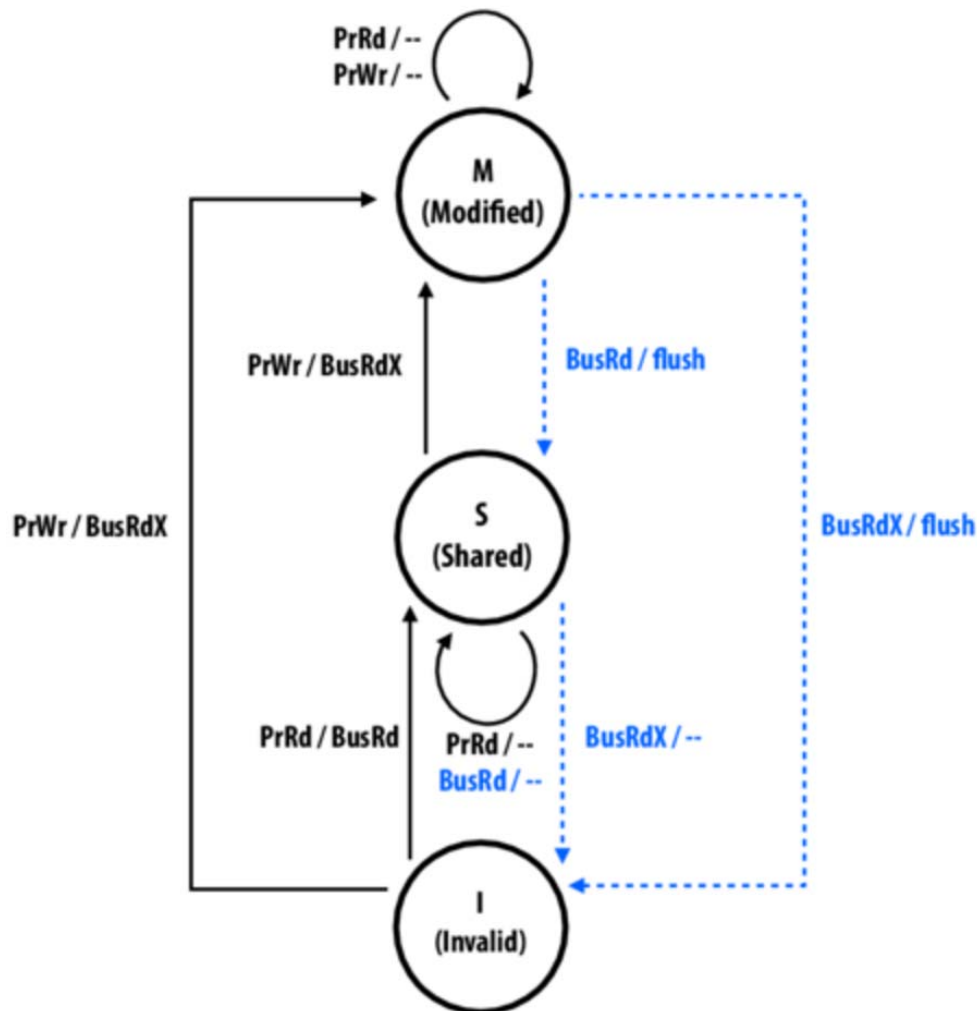 PrRd / --
PrWr / --
M
(Modified)
PrWr / BusRdX
BusRd / flush
S
(Shared)
PrWr / BusRdX
BusRdX / flush
PrRd / BusRd
PrRd / --
BusRd / --
BusRdX / --
I
(Invalid)